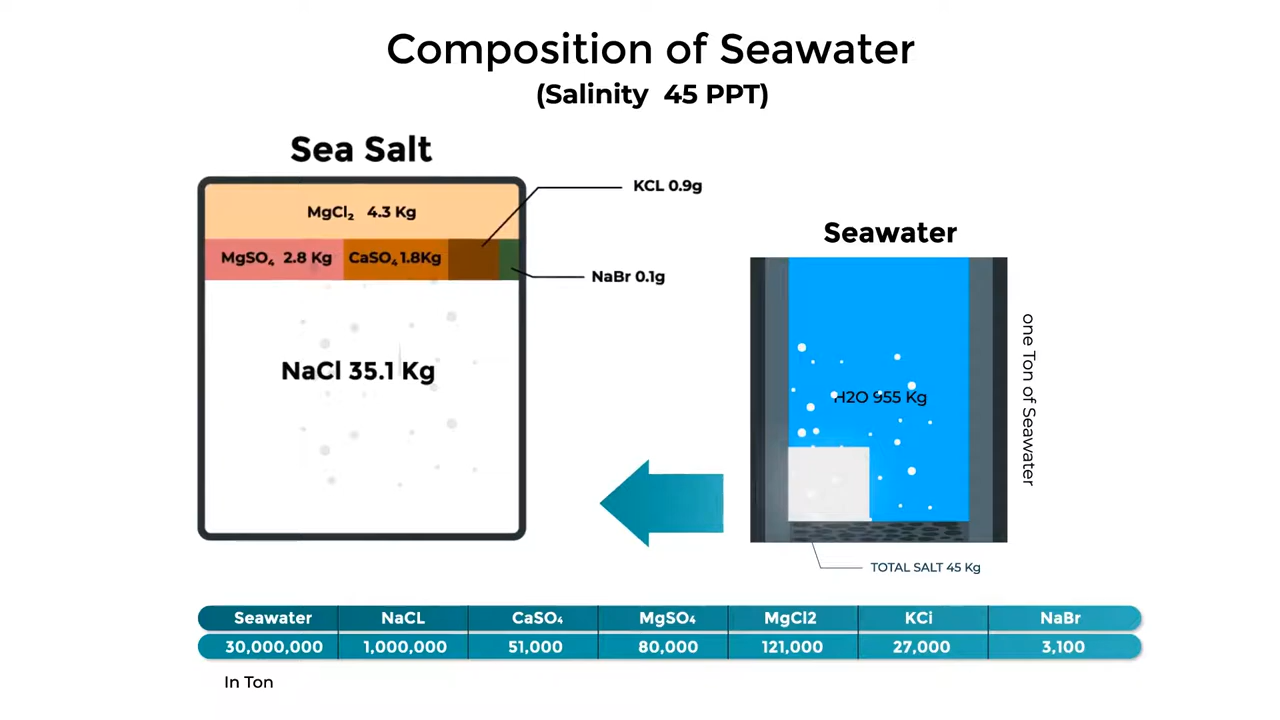 Composition of Seawater
(Salinity 45 PPT)
Sea Salt
KCL 0.9g
MgCl₂ 4.3 Kg
MgSO₄ 2.8 Kg
CaSO₄ 1.8Kg
NaBr 0.1g
NaCl 35.1 Kg
Seawater
H2O 955 Kg
one Ton of Seawater
TOTAL SALT 45 Kg
Seawater NaCL CaSO₄ MgSO₄ MgCl2 KCi NaBr
30,000,000 1,000,000 51,000 80,000 121,000 27,000 3,100
In Ton